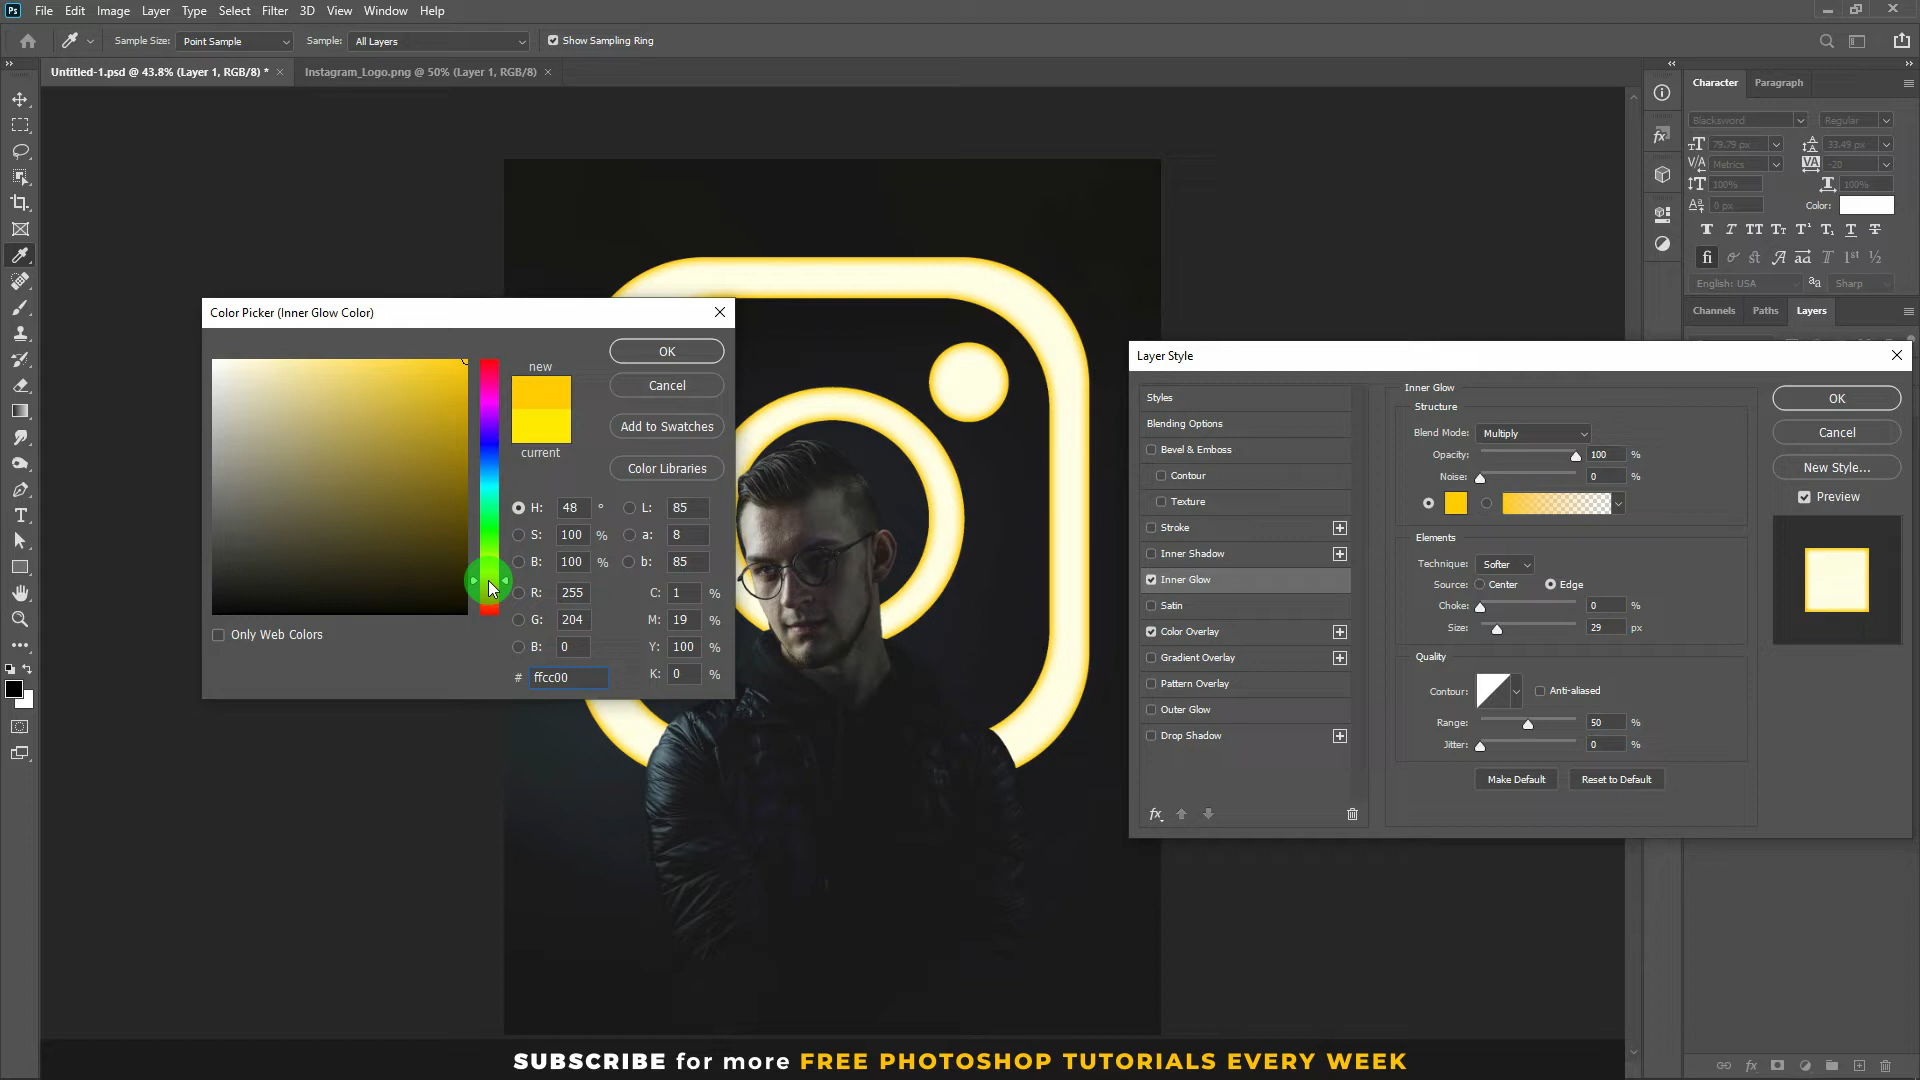 Ps File Edit Image Layer Type Select Filter 3D View Window Help
Sample Size: Point Sample Sample: All Layers Show Sampling Ring
Untitled-1.psd @ 43.8% (Layer 1, RGB/8) * × Instagram_Logo.png @ 50% (Layer 1, RGB/8) ×
Character Paragraph
Blacksword Regular
79.79 px 33.49 px
Metrics -20
100% 100%
0 px Color:
English: USA Sharp
Channels Paths Layers
Color Picker (Inner Glow Color)
new
current
OK
Cancel
Add to Swatches
Color Libraries
H: 48 ° L: 85
S: 100 % a: 8
B: 100 % b: 85
R: 255 C: 1 %
G: 204 M: 19 %
B: 0 Y: 100 %
# ffcc00 K: 0 %
Only Web Colors
Layer Style
Styles
Blending Options
Bevel & Emboss
Contour
Texture
Stroke
Inner Shadow
Inner Glow
Satin
Color Overlay
Gradient Overlay
Pattern Overlay
Outer Glow
Drop Shadow
fx
Inner Glow
Structure
Blend Mode: Multiply
Opacity: 100 %
Noise: 0 %
Elements
Technique: Softer
Source: Center Edge
Choke: 0 %
Size: 29 px
Quality
Contour: Anti-aliased
Range: 50 %
Jitter: 0 %
Make Default Reset to Default
OK
Cancel
New Style...
Preview
SUBSCRIBE for more FREE PHOTOSHOP TUTORIALS EVERY WEEK